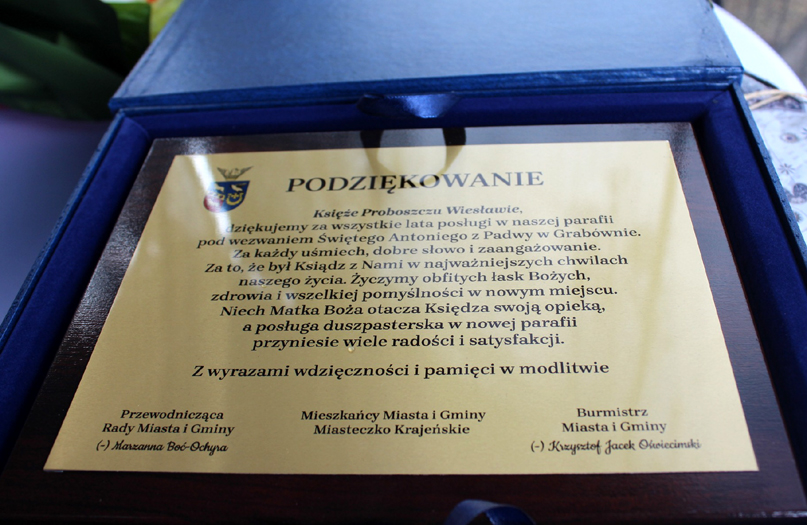 PODZIĘKOWANIE
Księże Proboszczu Wiesławie,
dziękujemy za wszystkie lata posługi w naszej parafii
pod wezwaniem Świętego Antoniego z Padwy w Grabównie.
Za każdy uśmiech, dobre słowo i zaangażowanie.
Za to, że był Ksiądz z Nami w najważniejszych chwilach
naszego życia. Życzymy obfitych łask Bożych,
zdrowia i wszelkiej pomyślności w nowym miejscu.
Niech Matka Boża otacza Księdza swoją opieką,
a posługa duszpasterska w nowej parafii
przyniesie wiele radości i satysfakcji.
Z wyrazami wdzięczności i pamięci w modlitwie
Przewodnicząca
Rady Miasta i Gminy
(-) Marzanna Boć-Ochyra
Mieszkańcy Miasta i Gminy
Miasteczko Krajeńskie
Burmistrz
Miasta i Gminy
(-) Krzysztof Jacek Oświecimski